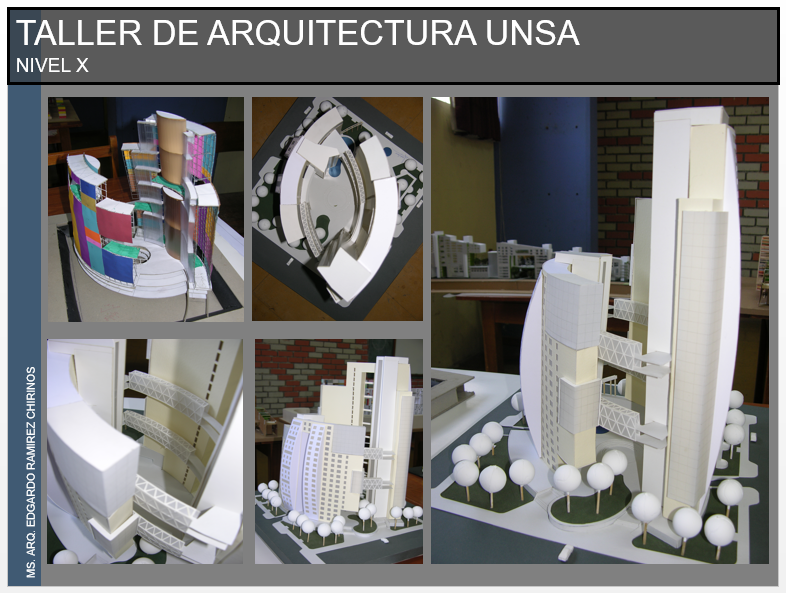 TALLER DE ARQUITECTURA UNSA
NIVEL X
MS. ARQ. EDGARDO RAMIREZ CHIRINOS